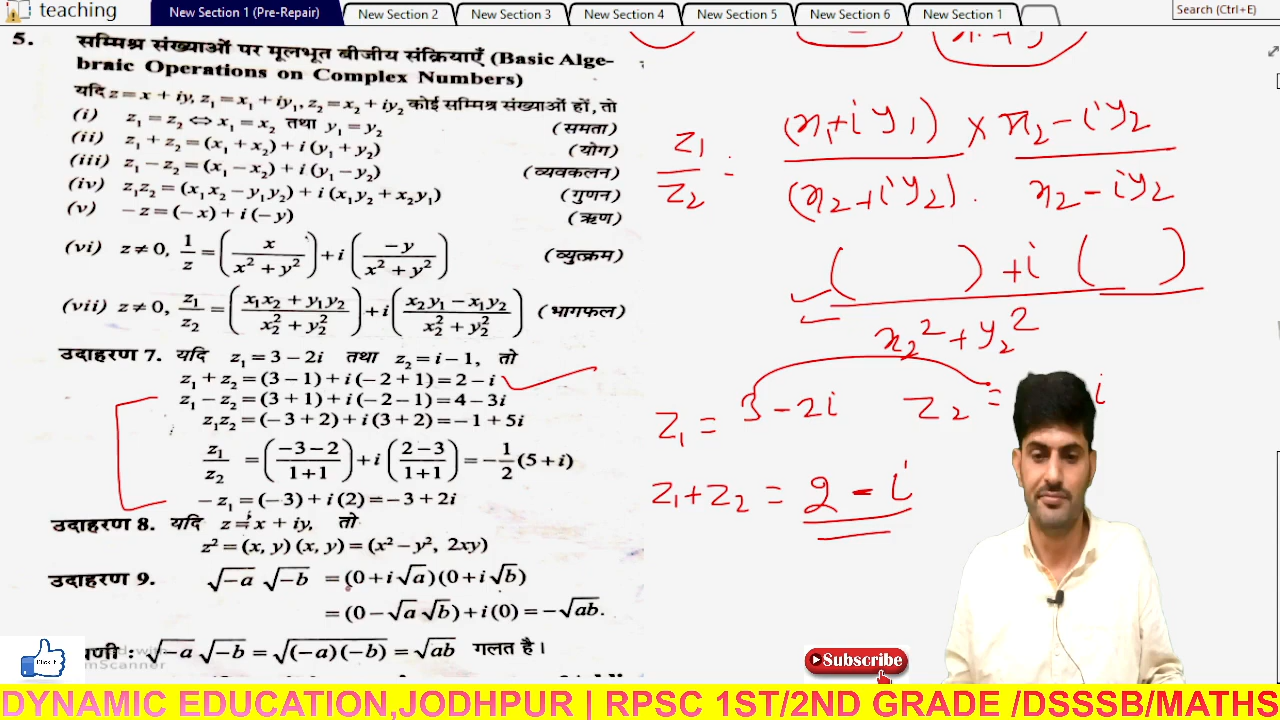 teaching
New Section 1 (Pre-Repair)
New Section 2
New Section 3
New Section 4
New Section 5
New Section 6
New Section 1
Search (Ctrl+E)
5. सम्मिश्र संख्याओं पर मूलभूत बीजीय संक्रियाएँ (Basic Alge-
braic Operations on Complex Numbers)
यदि z = x + iy, z₁ = x₁ + iy₁, z₂ = x₂ + iy₂ कोई सम्मिश्र संख्याओं हों, तो
(i) z₁ = z₂ ⇔ x₁ = x₂ तथा y₁ = y₂ (समता)
(ii) z₁ + z₂ = (x₁ + x₂) + i (y₁ + y₂) (योग)
(iii) z₁ − z₂ = (x₁ − x₂) + i (y₁ − y₂) (व्यवकलन)
(iv) z₁z₂ = (x₁x₂ − y₁y₂) + i (x₁y₂ + x₂y₁) (गुणन)
(v) − z = (− x) + i (− y) (ऋण)
(vi) z ≠ 0, 1/z = (x/(x² + y²)) + i (−y/(x² + y²)) (व्युत्क्रम)
(vii) z ≠ 0, z₁/z₂ = ((x₁x₂ + y₁y₂)/(x₂² + y₂²)) + i ((x₂y₁ − x₁y₂)/(x₂² + y₂²)) (भागफल)
उदाहरण 7. यदि z₁ = 3 − 2i तथा z₂ = i − 1, तो
z₁ + z₂ = (3 − 1) + i (− 2 + 1) = 2 − i
z₁ − z₂ = (3 + 1) + i (− 2 − 1) = 4 − 3i
z₁z₂ = (− 3 + 2) + i (3 + 2) = − 1 + 5i
z₁/z₂ = ((−3 − 2)/(1 + 1)) + i ((2 − 3)/(1 + 1)) = −1/2 (5 + i)
− z₁ = (− 3) + i (2) = − 3 + 2i
उदाहरण 8. यदि z = x + iy, तो
z² = (x, y) (x, y) = (x² − y², 2xy)
उदाहरण 9. √−a √−b = (0 + i √a) (0 + i √b)
= (0 − √a √b) + i (0) = − √ab.
पणी : √−a √−b = √(−a)(−b) = √ab गलत है।
z₁/z₂ = (x₁+iy₁)/(x₂+iy₂) × (x₂−iy₂)/(x₂−iy₂)
( ) + i ( )
x₂² + y₂²
z₁ = 3 − 2i z₂ = i
z₁+z₂ = 2 − i
Click it
Subscribe
DYNAMIC EDUCATION,JODHPUR | RPSC 1ST/2ND GRADE /DSSSB/MATHS